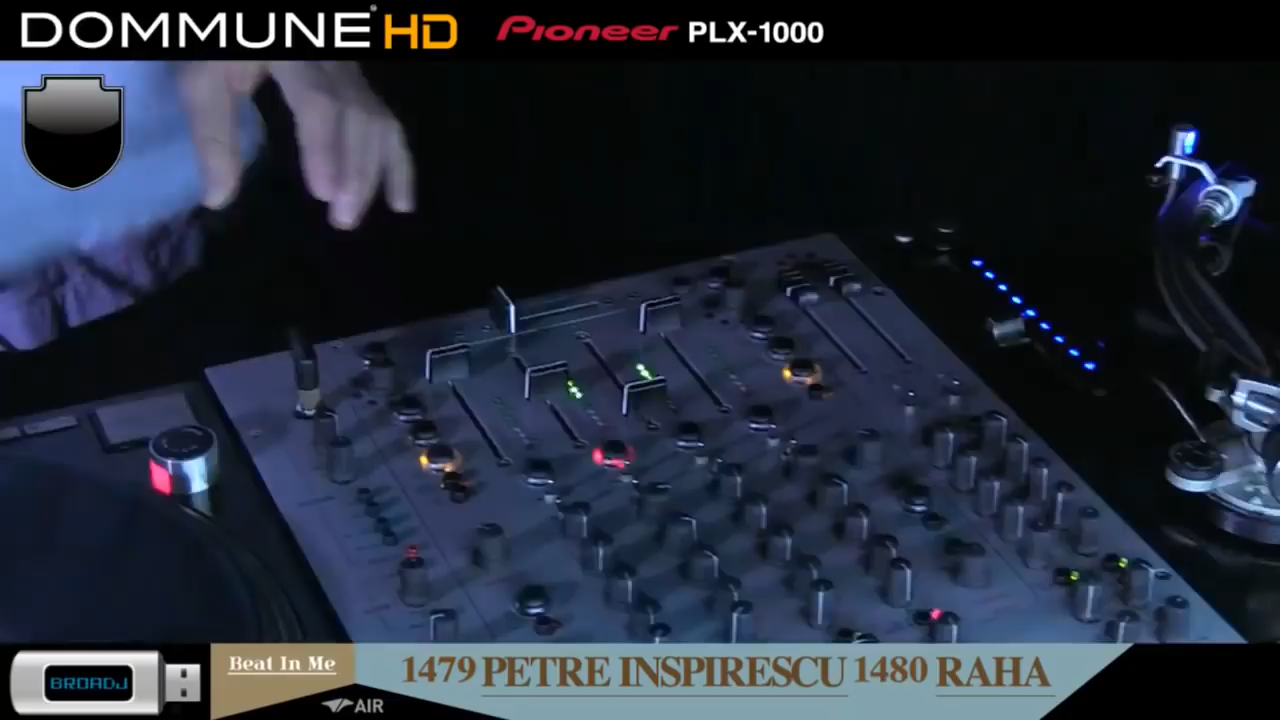 DOMMUNE HD Pioneer PLX-1000
BROADJ
Beat In Me
1479 PETRE INSPIRESCU 1480 RAHA
AIR